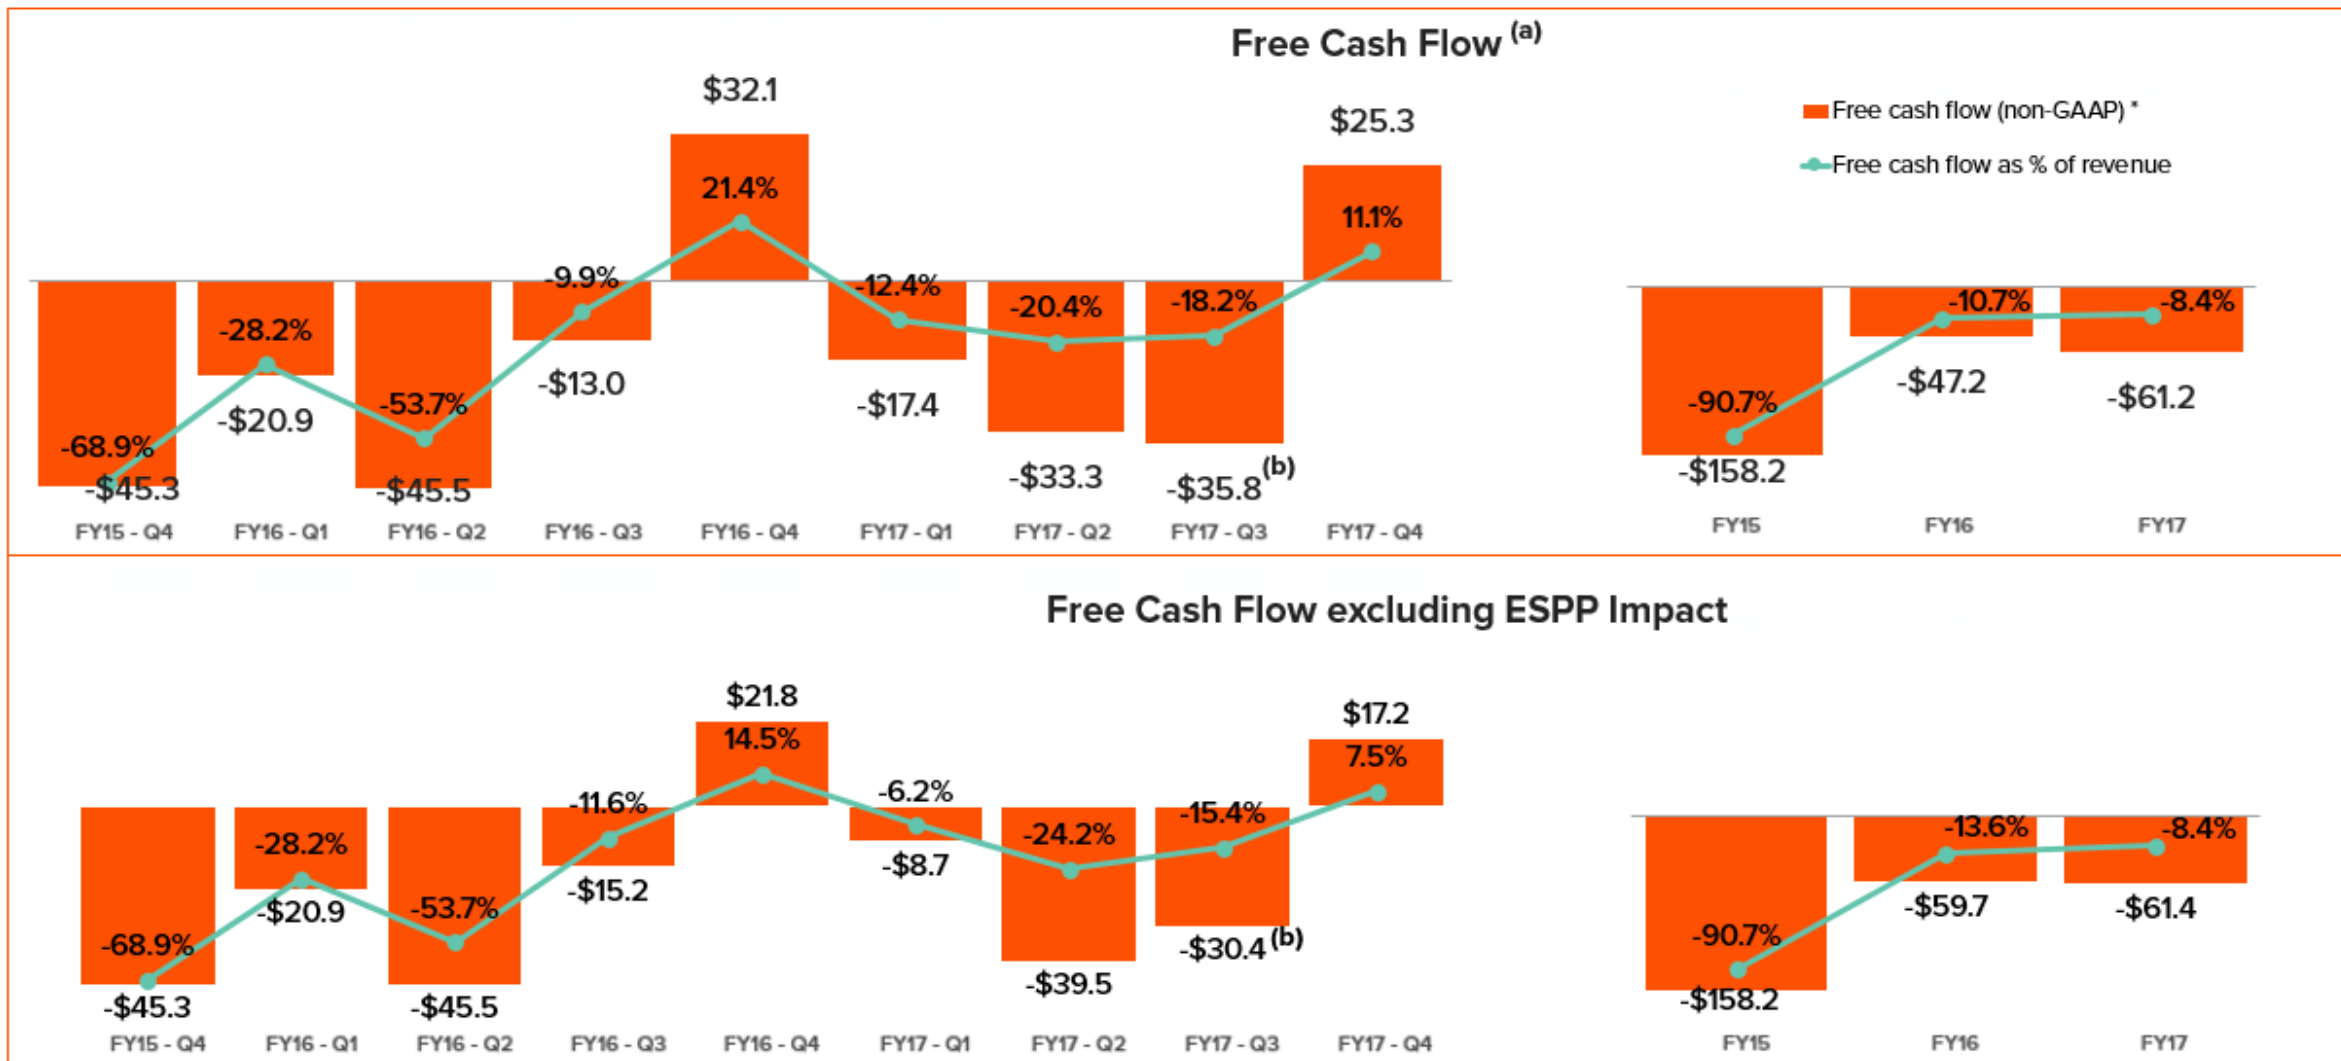 Free Cash Flow (a)
Free cash flow (non-GAAP) *
Free cash flow as % of revenue
$32.1
$25.3
21.4%
11.1%
-9.9%
-12.4%
-20.4%
-18.2%
-28.2%
-53.7%
-68.9%
-$45.3
-$20.9
-$45.5
-$13.0
-$17.4
-$33.3
-$35.8 (b)
FY15 - Q4
FY16 - Q1
FY16 - Q2
FY16 - Q3
FY16 - Q4
FY17 - Q1
FY17 - Q2
FY17 - Q3
FY17 - Q4
-90.7%
-10.7%
-8.4%
-$158.2
-$47.2
-$61.2
FY15
FY16
FY17
Free Cash Flow excluding ESPP Impact
$21.8
$17.2
14.5%
7.5%
-11.6%
-6.2%
-24.2%
-15.4%
-28.2%
-53.7%
-68.9%
-$45.3
-$20.9
-$45.5
-$15.2
-$8.7
-$39.5
-$30.4 (b)
FY15 - Q4
FY16 - Q1
FY16 - Q2
FY16 - Q3
FY16 - Q4
FY17 - Q1
FY17 - Q2
FY17 - Q3
FY17 - Q4
-90.7%
-13.6%
-8.4%
-$158.2
-$59.7
-$61.4
FY15
FY16
FY17